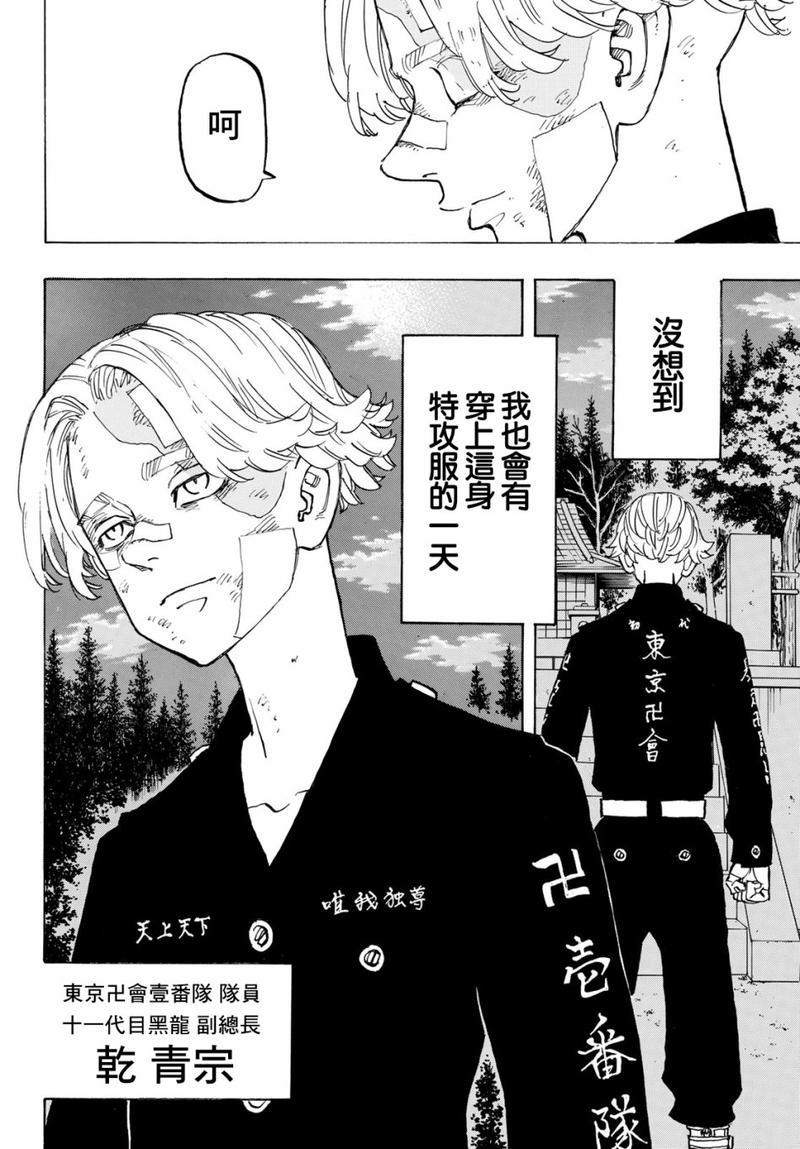 呵
沒想到
我也會有
穿上這身
特攻服的一天
東京卍會
天上天下
唯我独尊
卍壱番隊
東京卍會壹番隊 隊員
十一代目黑龍 副總長
乾 青宗